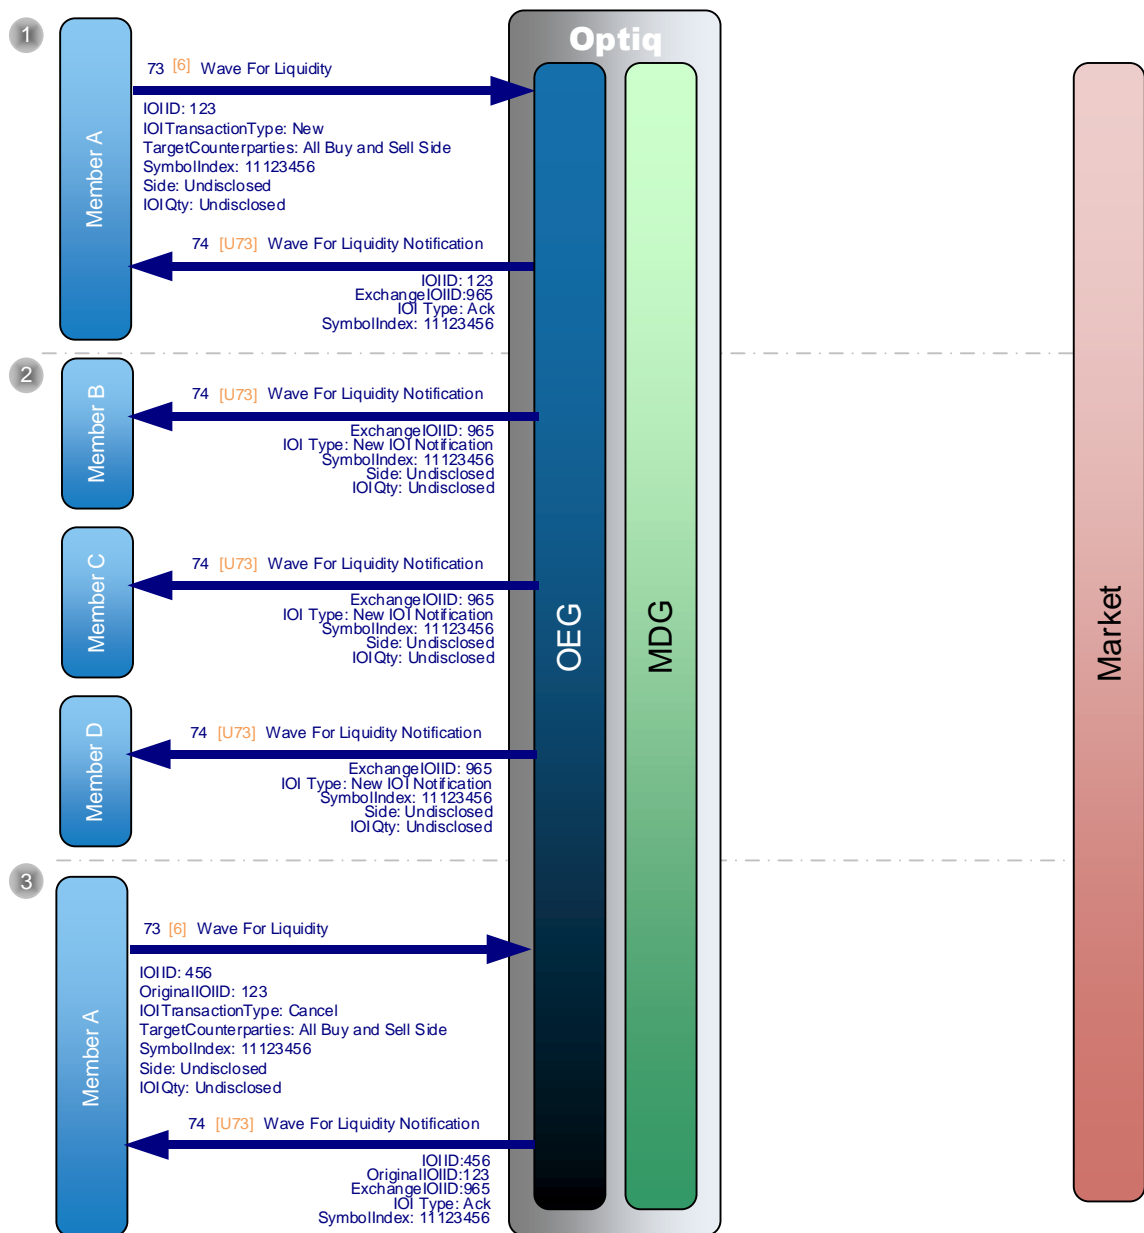 1
Optiq
Member A
73 [6] Wave For Liquidity
IOIID: 123
IOITransactionType: New
TargetCounterparties: All Buy and Sell Side
SymbolIndex: 11123456
Side: Undisclosed
IOIQty: Undisclosed
74 [U73] Wave For Liquidity Notification
IOIID: 123
ExchangeIOIID:965
IOI Type: Ack
SymbolIndex: 11123456
2
Member B
74 [U73] Wave For Liquidity Notification
ExchangeIOIID: 965
IOI Type: New IOI Notification
SymbolIndex: 11123456
Side: Undisclosed
IOIQty: Undisclosed
Member C
74 [U73] Wave For Liquidity Notification
ExchangeIOIID: 965
IOI Type: New IOI Notification
SymbolIndex: 11123456
Side: Undisclosed
IOIQty: Undisclosed
OEG
MDG
Market
Member D
74 [U73] Wave For Liquidity Notification
ExchangeIOIID: 965
IOI Type: New IOI Notification
SymbolIndex: 11123456
Side: Undisclosed
IOIQty: Undisclosed
3
Member A
73 [6] Wave For Liquidity
IOIID: 456
OriginalIOIID: 123
IOITransactionType: Cancel
TargetCounterparties: All Buy and Sell Side
SymbolIndex: 11123456
Side: Undisclosed
IOIQty: Undisclosed
74 [U73] Wave For Liquidity Notification
IOIID:456
OriginalIOIID:123
ExchangeIOIID:965
IOI Type: Ack
SymbolIndex: 11123456